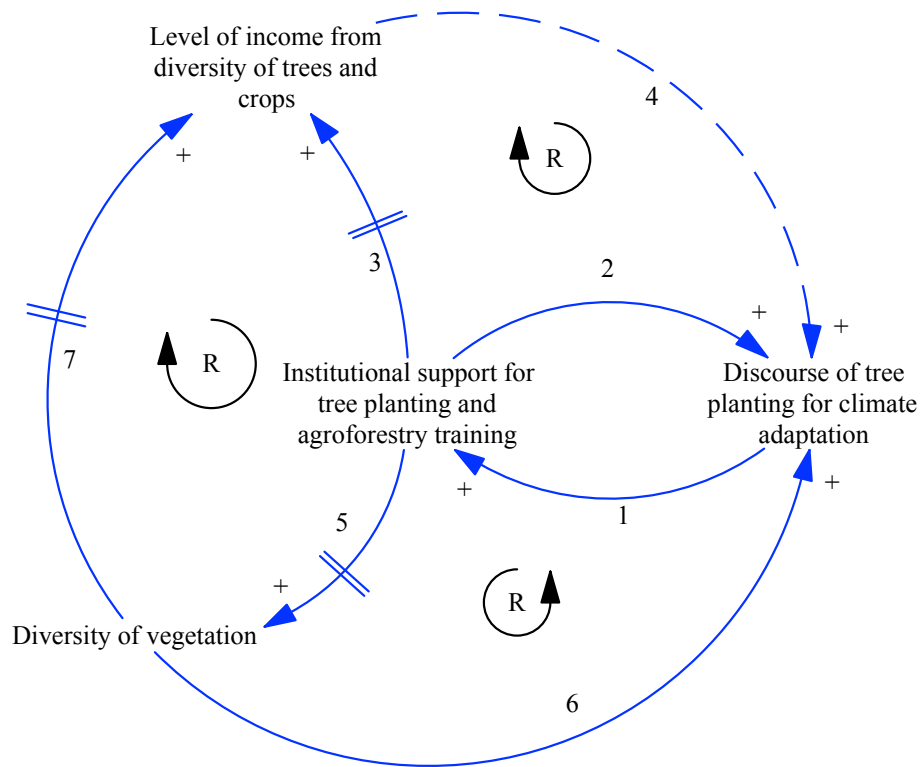 Level of income from
diversity of trees and
crops
4
+
+
R
3
2
+
+
7
R
Institutional support for
tree planting and
agroforestry training
Discourse of tree
planting for climate
adaptation
+
+
1
5
+
R
Diversity of vegetation
6